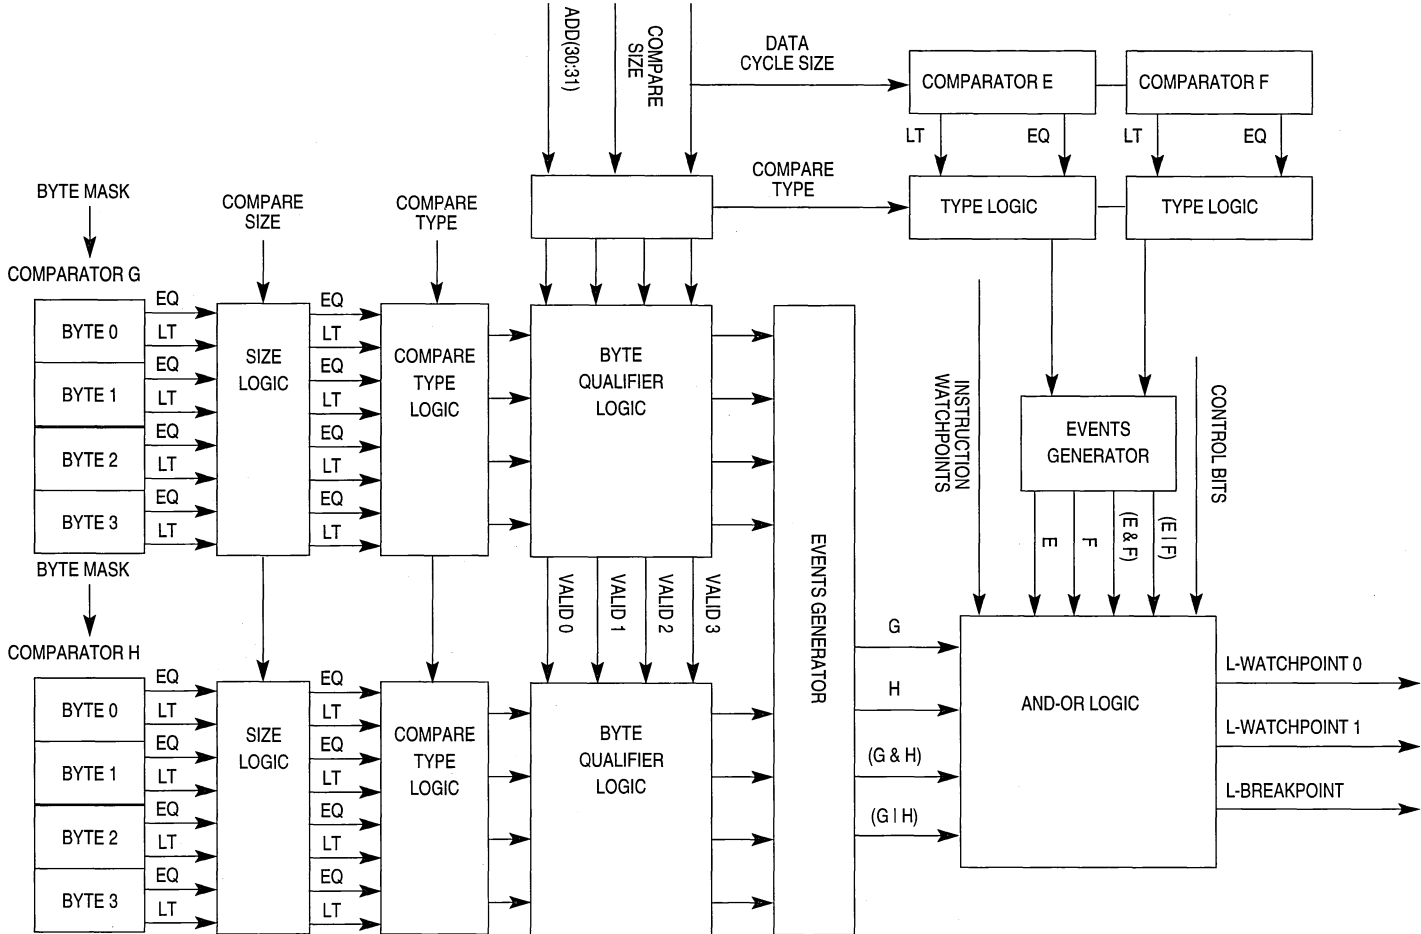 ADD(30:31)
COMPARE
SIZE
DATA
CYCLE SIZE
COMPARATOR E
COMPARATOR F
LT
EQ
LT
EQ
COMPARE
TYPE
TYPE LOGIC
TYPE LOGIC
BYTE MASK
COMPARE
SIZE
COMPARE
TYPE
COMPARATOR G
BYTE 0
BYTE 1
BYTE 2
BYTE 3
EQ
LT
EQ
LT
EQ
LT
EQ
LT
SIZE
LOGIC
EQ
LT
EQ
LT
EQ
LT
EQ
LT
COMPARE
TYPE
LOGIC
BYTE
QUALIFIER
LOGIC
INSTRUCTION
WATCHPOINTS
EVENTS
GENERATOR
CONTROL BITS
E
F
(E & F)
(E | F)
VALID 0
VALID 1
VALID 2
VALID 3
EVENTS GENERATOR
BYTE MASK
COMPARATOR H
BYTE 0
BYTE 1
BYTE 2
BYTE 3
EQ
LT
EQ
LT
EQ
LT
EQ
LT
SIZE
LOGIC
EQ
LT
EQ
LT
EQ
LT
EQ
LT
COMPARE
TYPE
LOGIC
BYTE
QUALIFIER
LOGIC
G
H
(G & H)
(G | H)
AND-OR LOGIC
L-WATCHPOINT 0
L-WATCHPOINT 1
L-BREAKPOINT